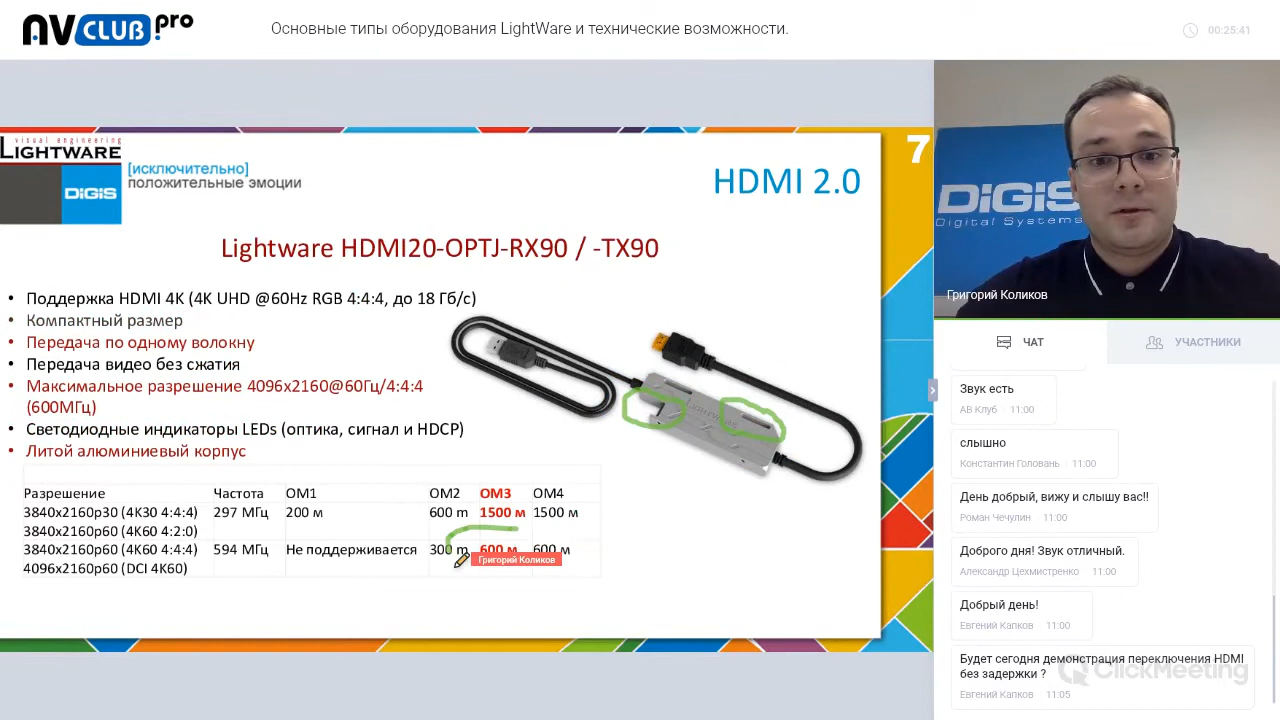 AVCLUB.pro
Основные типы оборудования LightWare и технические возможности.
00:25:41
visual engineering
LIGHTWARE
[исключительно]
положительные эмоции
DiGiS
7
HDMI 2.0
Lightware HDMI20-OPTJ-RX90 / -TX90
• Поддержка HDMI 4K (4K UHD @60Hz RGB 4:4:4, до 18 Гб/с)
• Компактный размер
• Передача по одному волокну
• Передача видео без сжатия
• Максимальное разрешение 4096x2160@60Гц/4:4:4
(600МГц)
• Светодиодные индикаторы LEDs (оптика, сигнал и HDCP)
• Литой алюминиевый корпус
LIGHTWARE
Разрешение Частота OM1 OM2 OM3 OM4
3840x2160p30 (4K30 4:4:4) 297 МГц 200 м 600 m 1500 м 1500 м
3840x2160p60 (4K60 4:2:0)
3840x2160p60 (4K60 4:4:4) 594 МГц Не поддерживается 300 m 600 м 600 м
4096x2160p60 (DCI 4K60)
Григорий Коликов
DiGiS
Digital Systems
Григорий Коликов
ЧАТ
УЧАСТНИКИ
Звук есть
АВ Клуб 11:00
слышно
Константин Головань 11:00
День добрый, вижу и слышу вас!!
Роман Чечулин 11:00
Доброго дня! Звук отличный.
Александр Цехмистренко 11:00
Добрый день!
Евгений Капков 11:00
Будет сегодня демонстрация переключения HDMI
без задержки ?
Евгений Капков 11:05
ClickMeeting